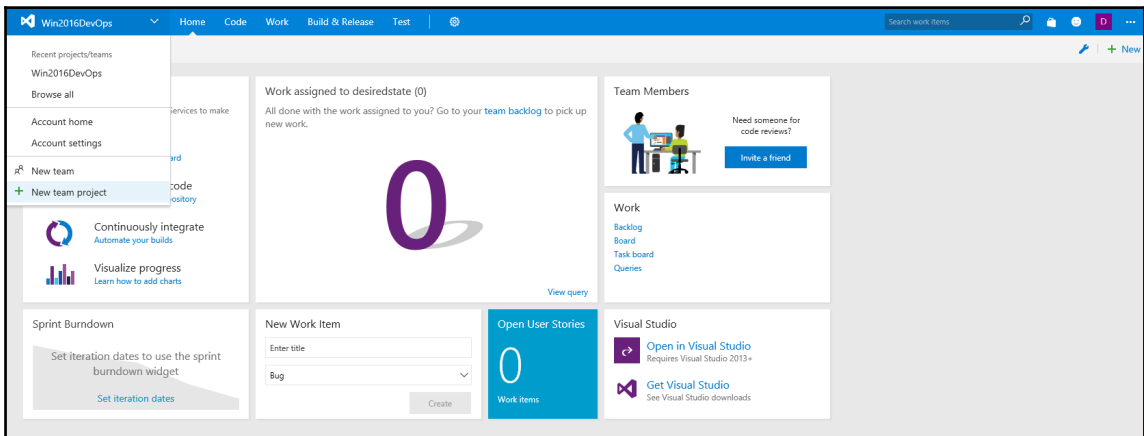 Win2016DevOps
Home Code Work Build & Release Test
Search work items
D
New
Recent projects/teams
Win2016DevOps
Browse all
Account home
Account settings
New team
New team project
services to make
ard
code
ository
Continuously integrate
Automate your builds
Visualize progress
Learn how to add charts
Work assigned to desiredstate (0)
All done with the work assigned to you? Go to your team backlog to pick up
new work.
0
View query
Team Members
Need someone for
code reviews?
Invite a friend
Work
Backlog
Board
Task board
Queries
Sprint Burndown
Set iteration dates to use the sprint
burndown widget
Set iteration dates
New Work Item
Enter title
Bug
Create
Open User Stories
0
Work items
Visual Studio
Open in Visual Studio
Requires Visual Studio 2013+
Get Visual Studio
See Visual Studio downloads